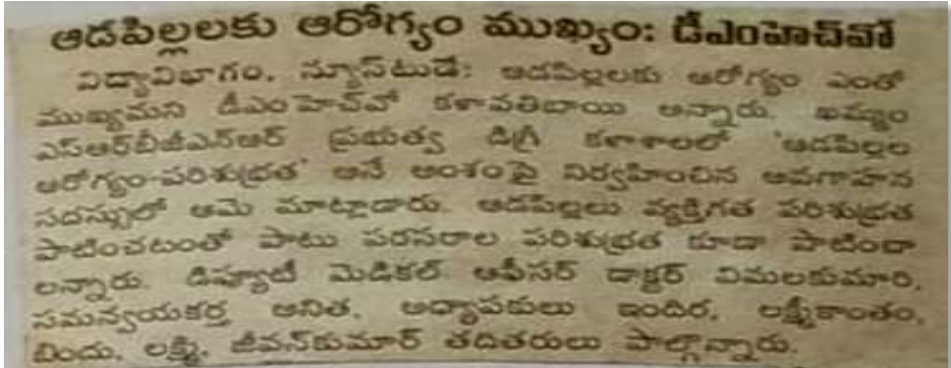 ఆడపిల్లలకు ఆరోగ్యం ముఖ్యం: డీఎంహెచ్‌వో
విద్యావిభాగం, న్యూస్‌టుడే: ఆడపిల్లలకు ఆరోగ్యం ఎంతో
ముఖ్యమని డీఎంహెచ్‌వో కళావతిబాయి అన్నారు. ఖమ్మం
ఎస్ఆర్‌బీజీఎన్ఆర్ ప్రభుత్వ డిగ్రీ కళాశాలలో 'ఆడపిల్లల
ఆరోగ్యం-పరిశుభ్రత' అనే అంశంపై నిర్వహించిన అవగాహన
సదస్సులో ఆమె మాట్లాడారు. ఆడపిల్లలు వ్యక్తిగత పరిశుభ్రత
పాటించటంతో పాటు పరిసరాల పరిశుభ్రత కూడా పాటించా
లన్నారు. డిప్యూటీ మెడికల్ ఆఫీసర్ డాక్టర్ విమలకుమారి,
సమన్వయకర్త అనిత, అధ్యాపకులు ఇందిర, లక్ష్మీకాంతం,
బిందు, లక్ష్మి, జీవన్‌కుమార్ తదితరులు పాల్గొన్నారు.